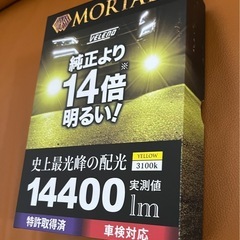 MORTA
VELENO
純正より
14倍
※
明るい!
史上最光峰の配光
YELLOW
3100k
14400
実測値
lm
特許取得済
車検対応